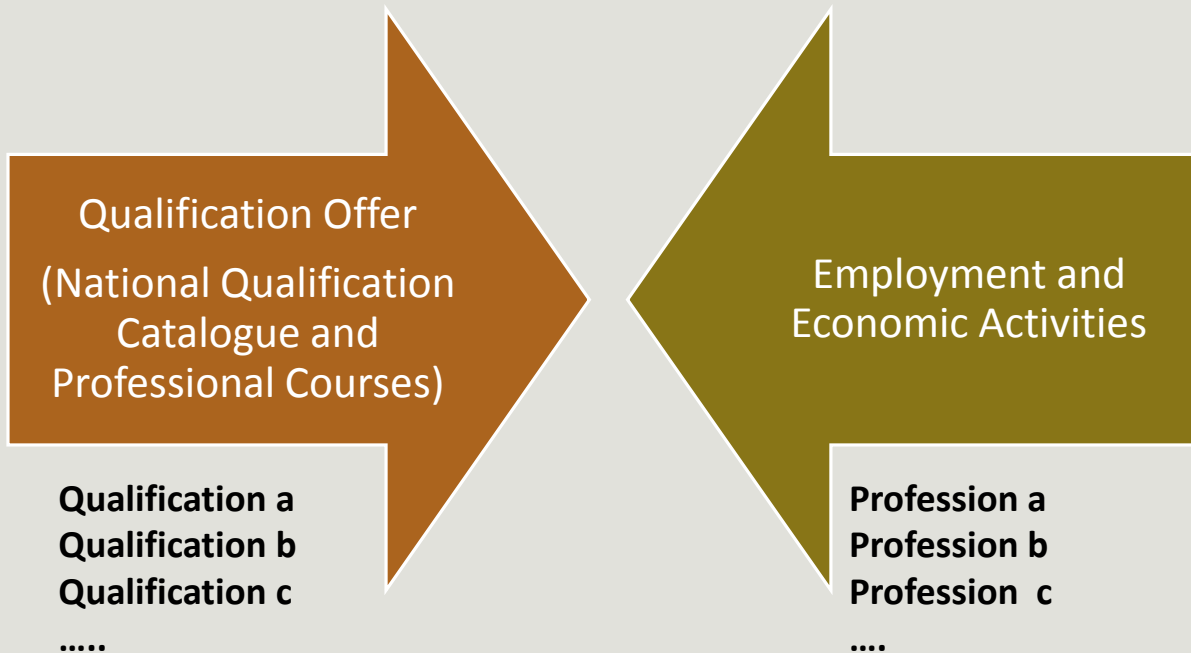 Qualification Offer
(National Qualification
Catalogue and
Professional Courses)
Employment and
Economic Activities
Qualification a
Qualification b
Qualification c
.....
Profession a
Profession b
Profession  c
....